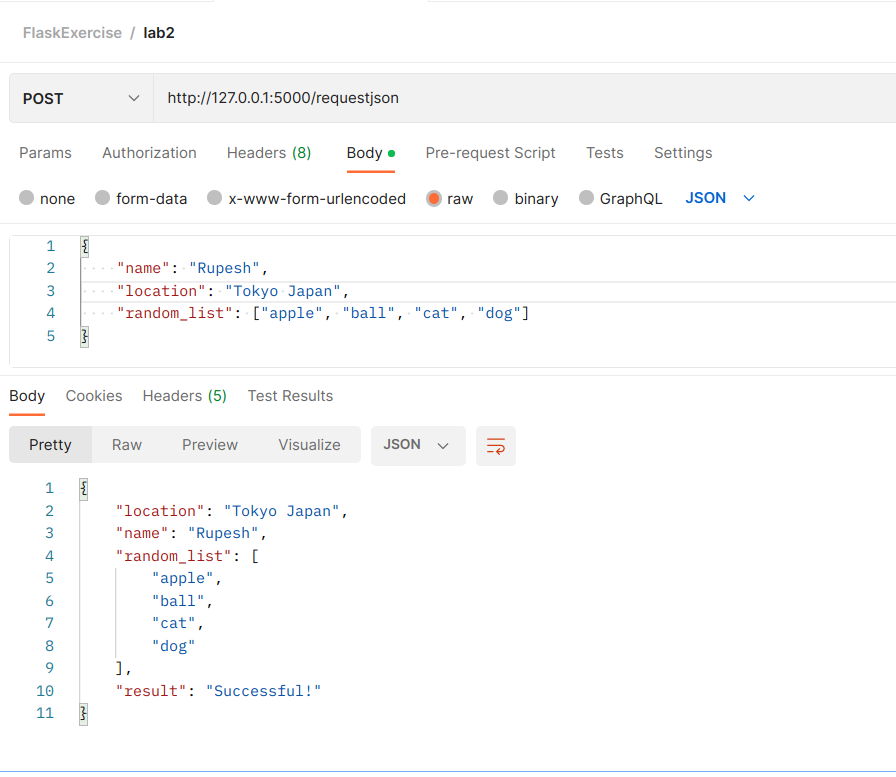 FlaskExercise / lab2
POST http://127.0.0.1:5000/requestjson
Params Authorization Headers (8) Body Pre-request Script Tests Settings
none form-data x-www-form-urlencoded raw binary GraphQL JSON
1 {
2 "name": "Rupesh",
3 "location": "Tokyo Japan",
4 "random_list": ["apple", "ball", "cat", "dog"]
5 }
Body Cookies Headers (5) Test Results
Pretty Raw Preview Visualize JSON
1 {
2 "location": "Tokyo Japan",
3 "name": "Rupesh",
4 "random_list": [
5 "apple",
6 "ball",
7 "cat",
8 "dog"
9 ],
10 "result": "Successful!"
11 }